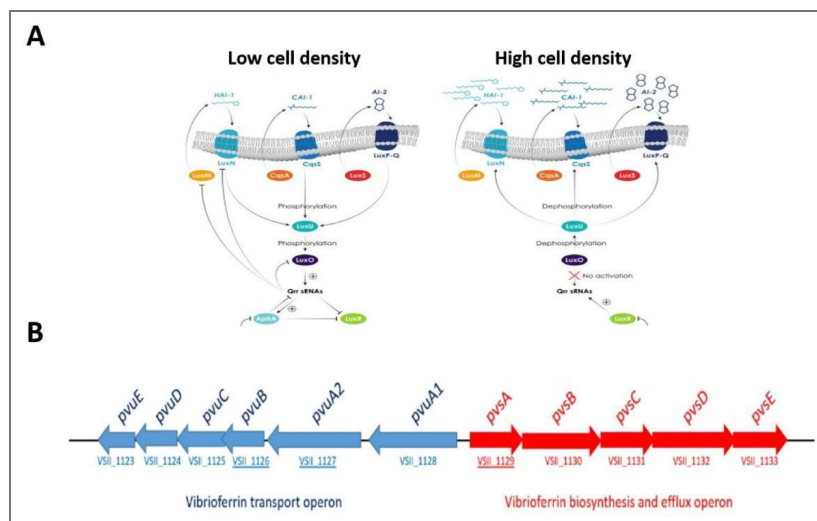 A
Low cell density
High cell density
HAI-1
CAI-1
AI-2
HAI-1
CAI-1
AI-2
LuxN
CqsS
LuxP-Q
LuxN
CqsS
LuxP-Q
LuxM
CqsA
LuxS
LuxM
CqsA
LuxS
Phosphorylation
Dephosphorylation
LuxU
LuxU
Phosphorylation
Dephosphorylation
LuxO
LuxO
No activation
Qrr sRNAs
Qrr sRNAs
AphA
LuxR
LuxR
B
pvuE
pvuD
pvuC
pvuB
pvuA2
pvuA1
pvsA
pvsB
pvsC
pvsD
pvsE
VSII_1123
VSII_1124
VSII_1125
VSII_1126
VSII_1127
VSII_1128
VSII_1129
VSII_1130
VSII_1131
VSII_1132
VSII_1133
Vibrioferrin transport operon
Vibrioferrin biosynthesis and efflux operon